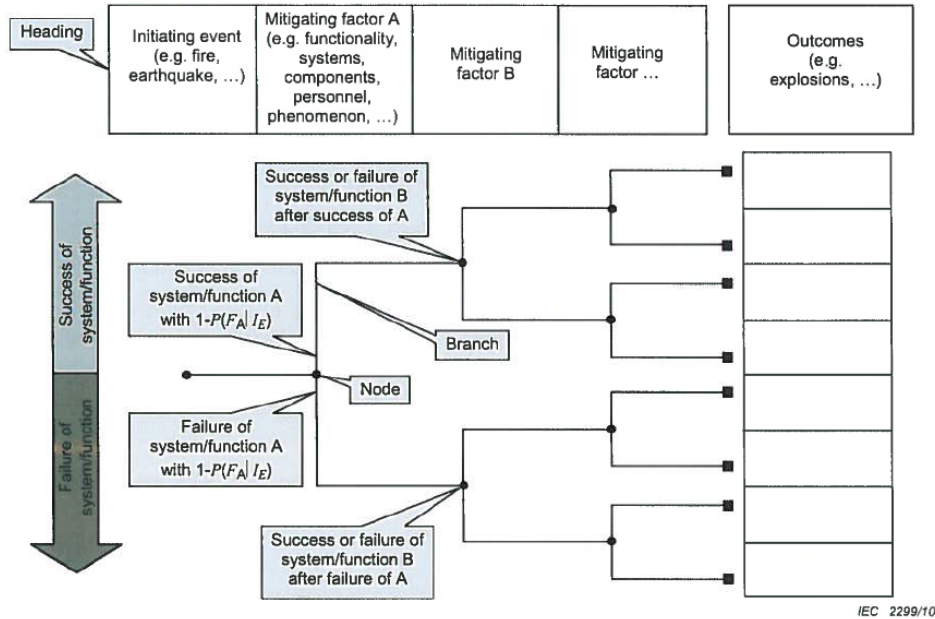 Heading
Initiating event
(e.g. fire,
earthquake, ...)
Mitigating factor A
(e.g. functionality,
systems,
components,
personnel,
phenomenon, ...)
Mitigating
factor B
Mitigating
factor ...
Outcomes
(e.g.
explosions, ...)
Success of
system/function
Failure of
system/function
Success or failure of
system/function B
after success of A
Success of
system/function A
with 1-P(FA| IE)
Branch
Node
Failure of
system/function A
with 1-P(FA| IE)
Success or failure of
system/function B
after failure of A
IEC 2299/10